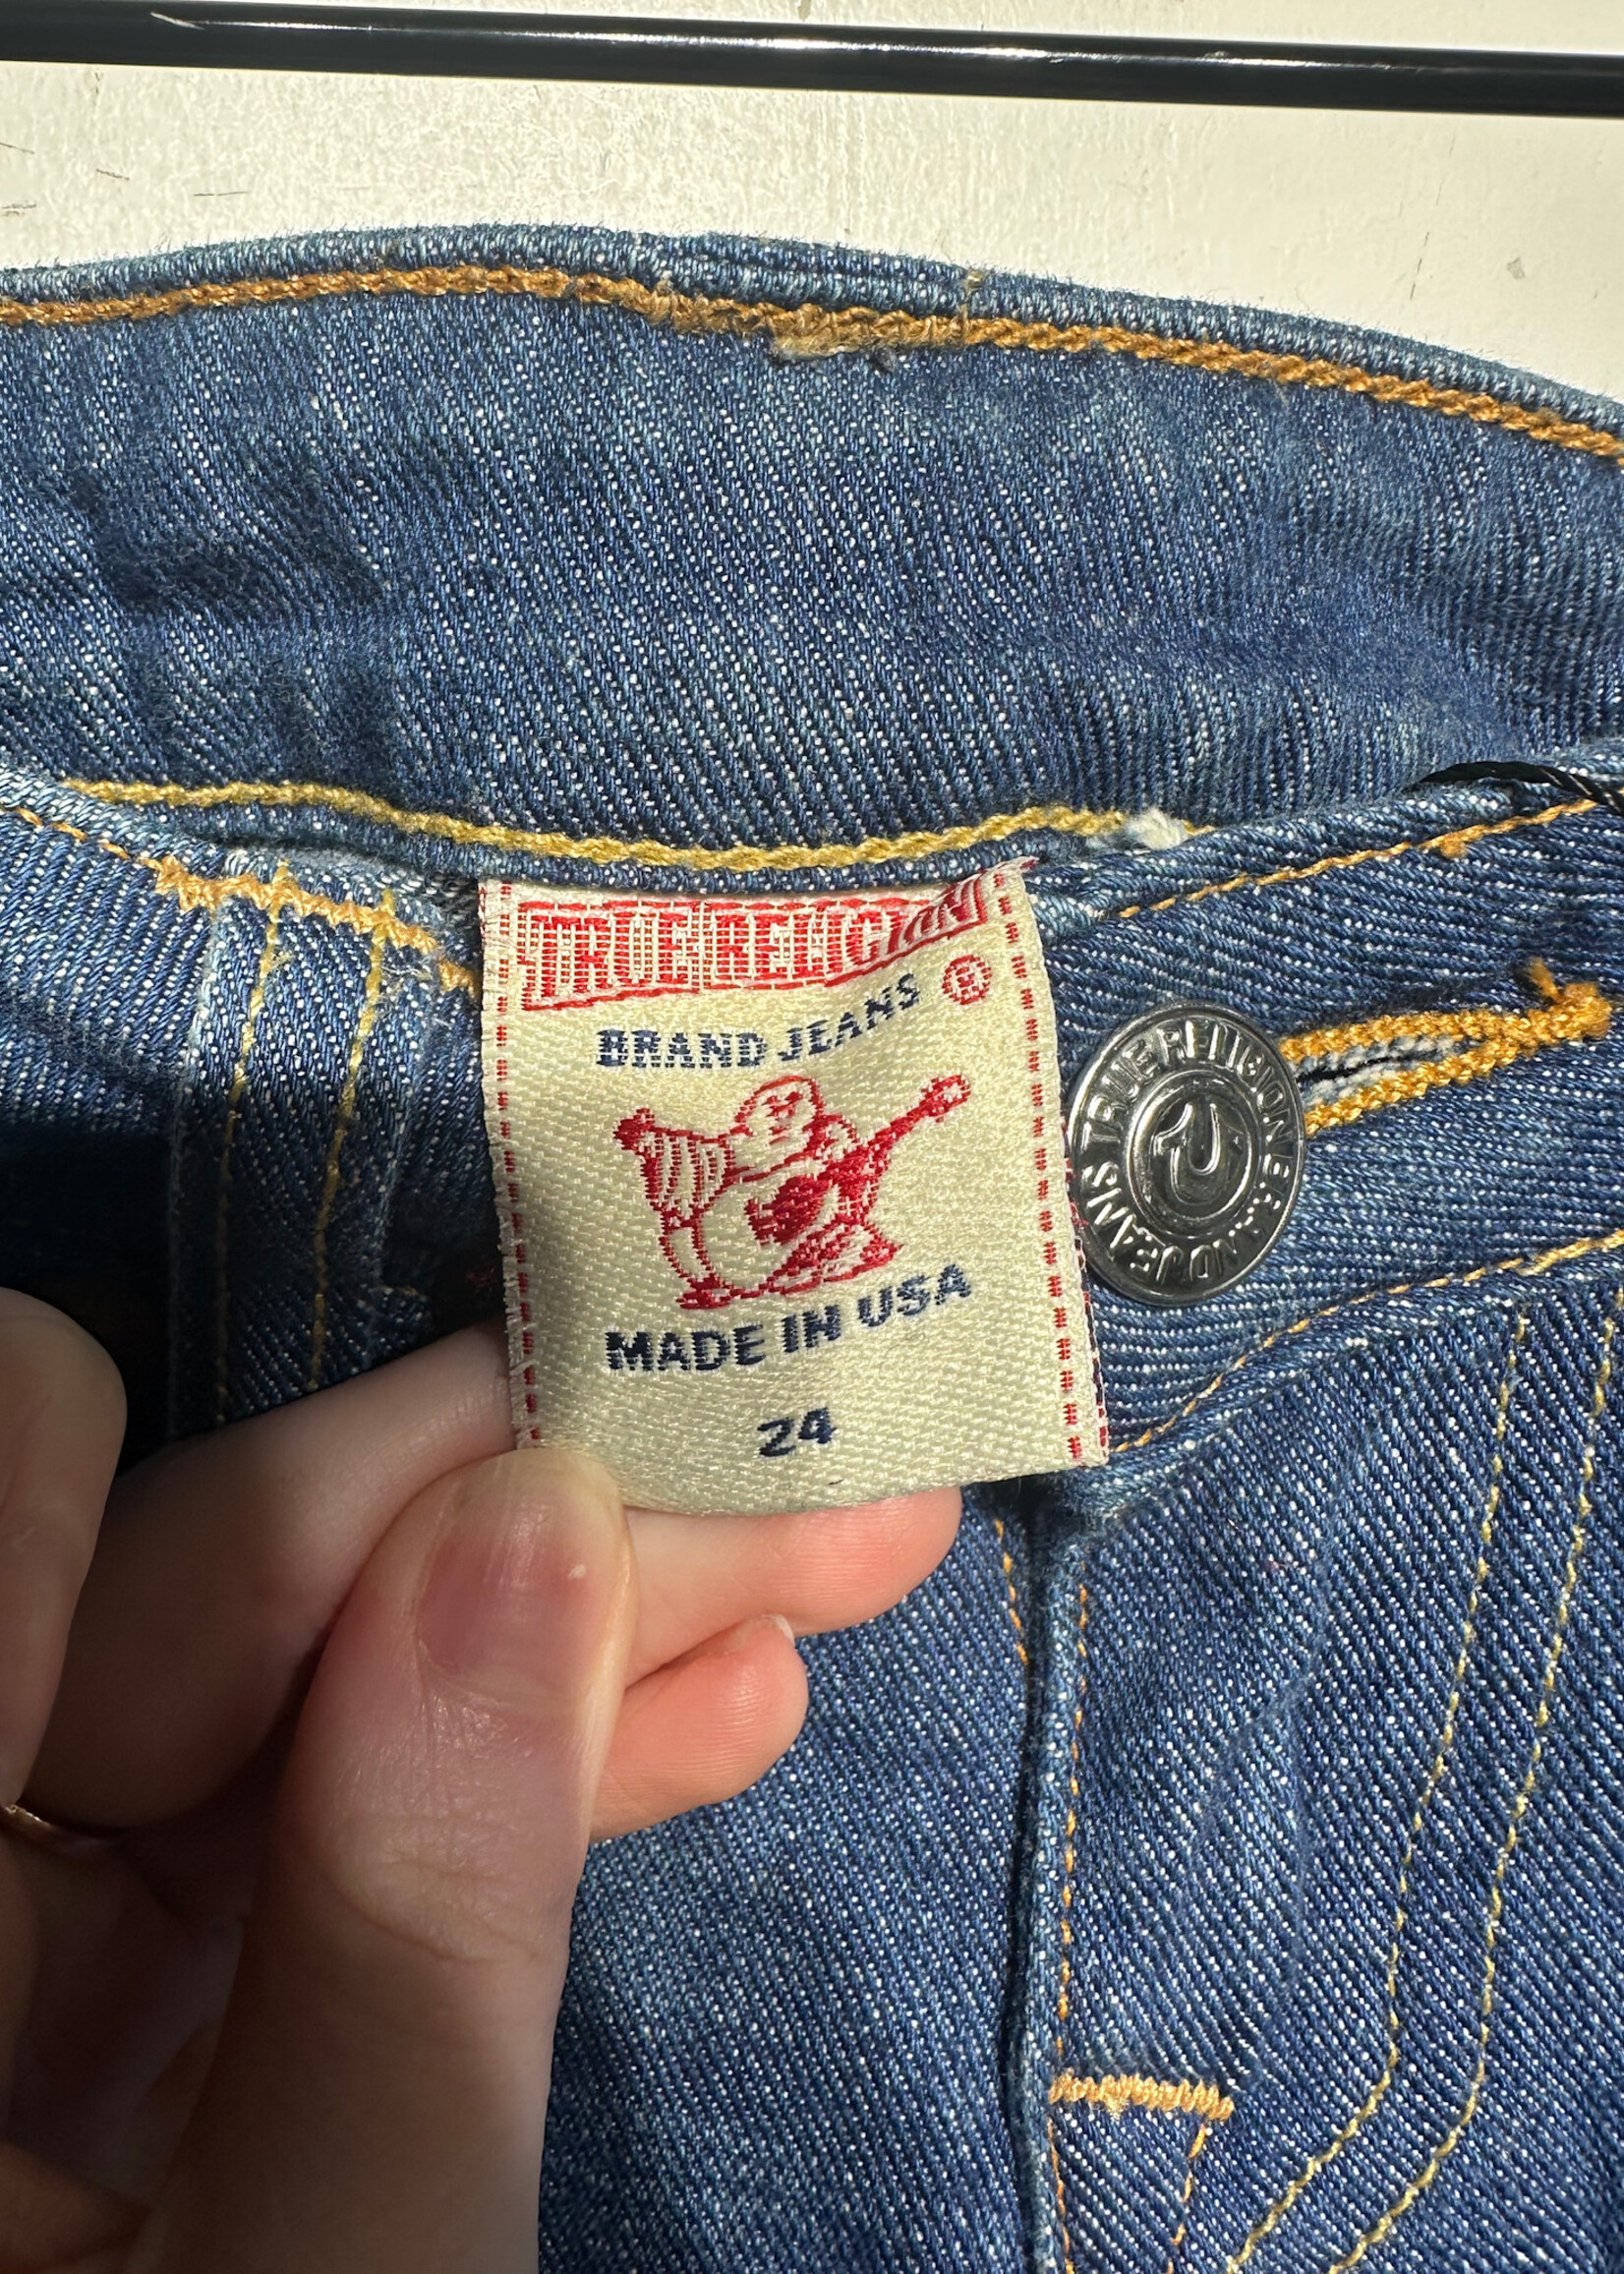 TRUE RELIGION
BRAND JEANS ®
MADE IN USA
24
TRUE RELIGION BRAND JEANS